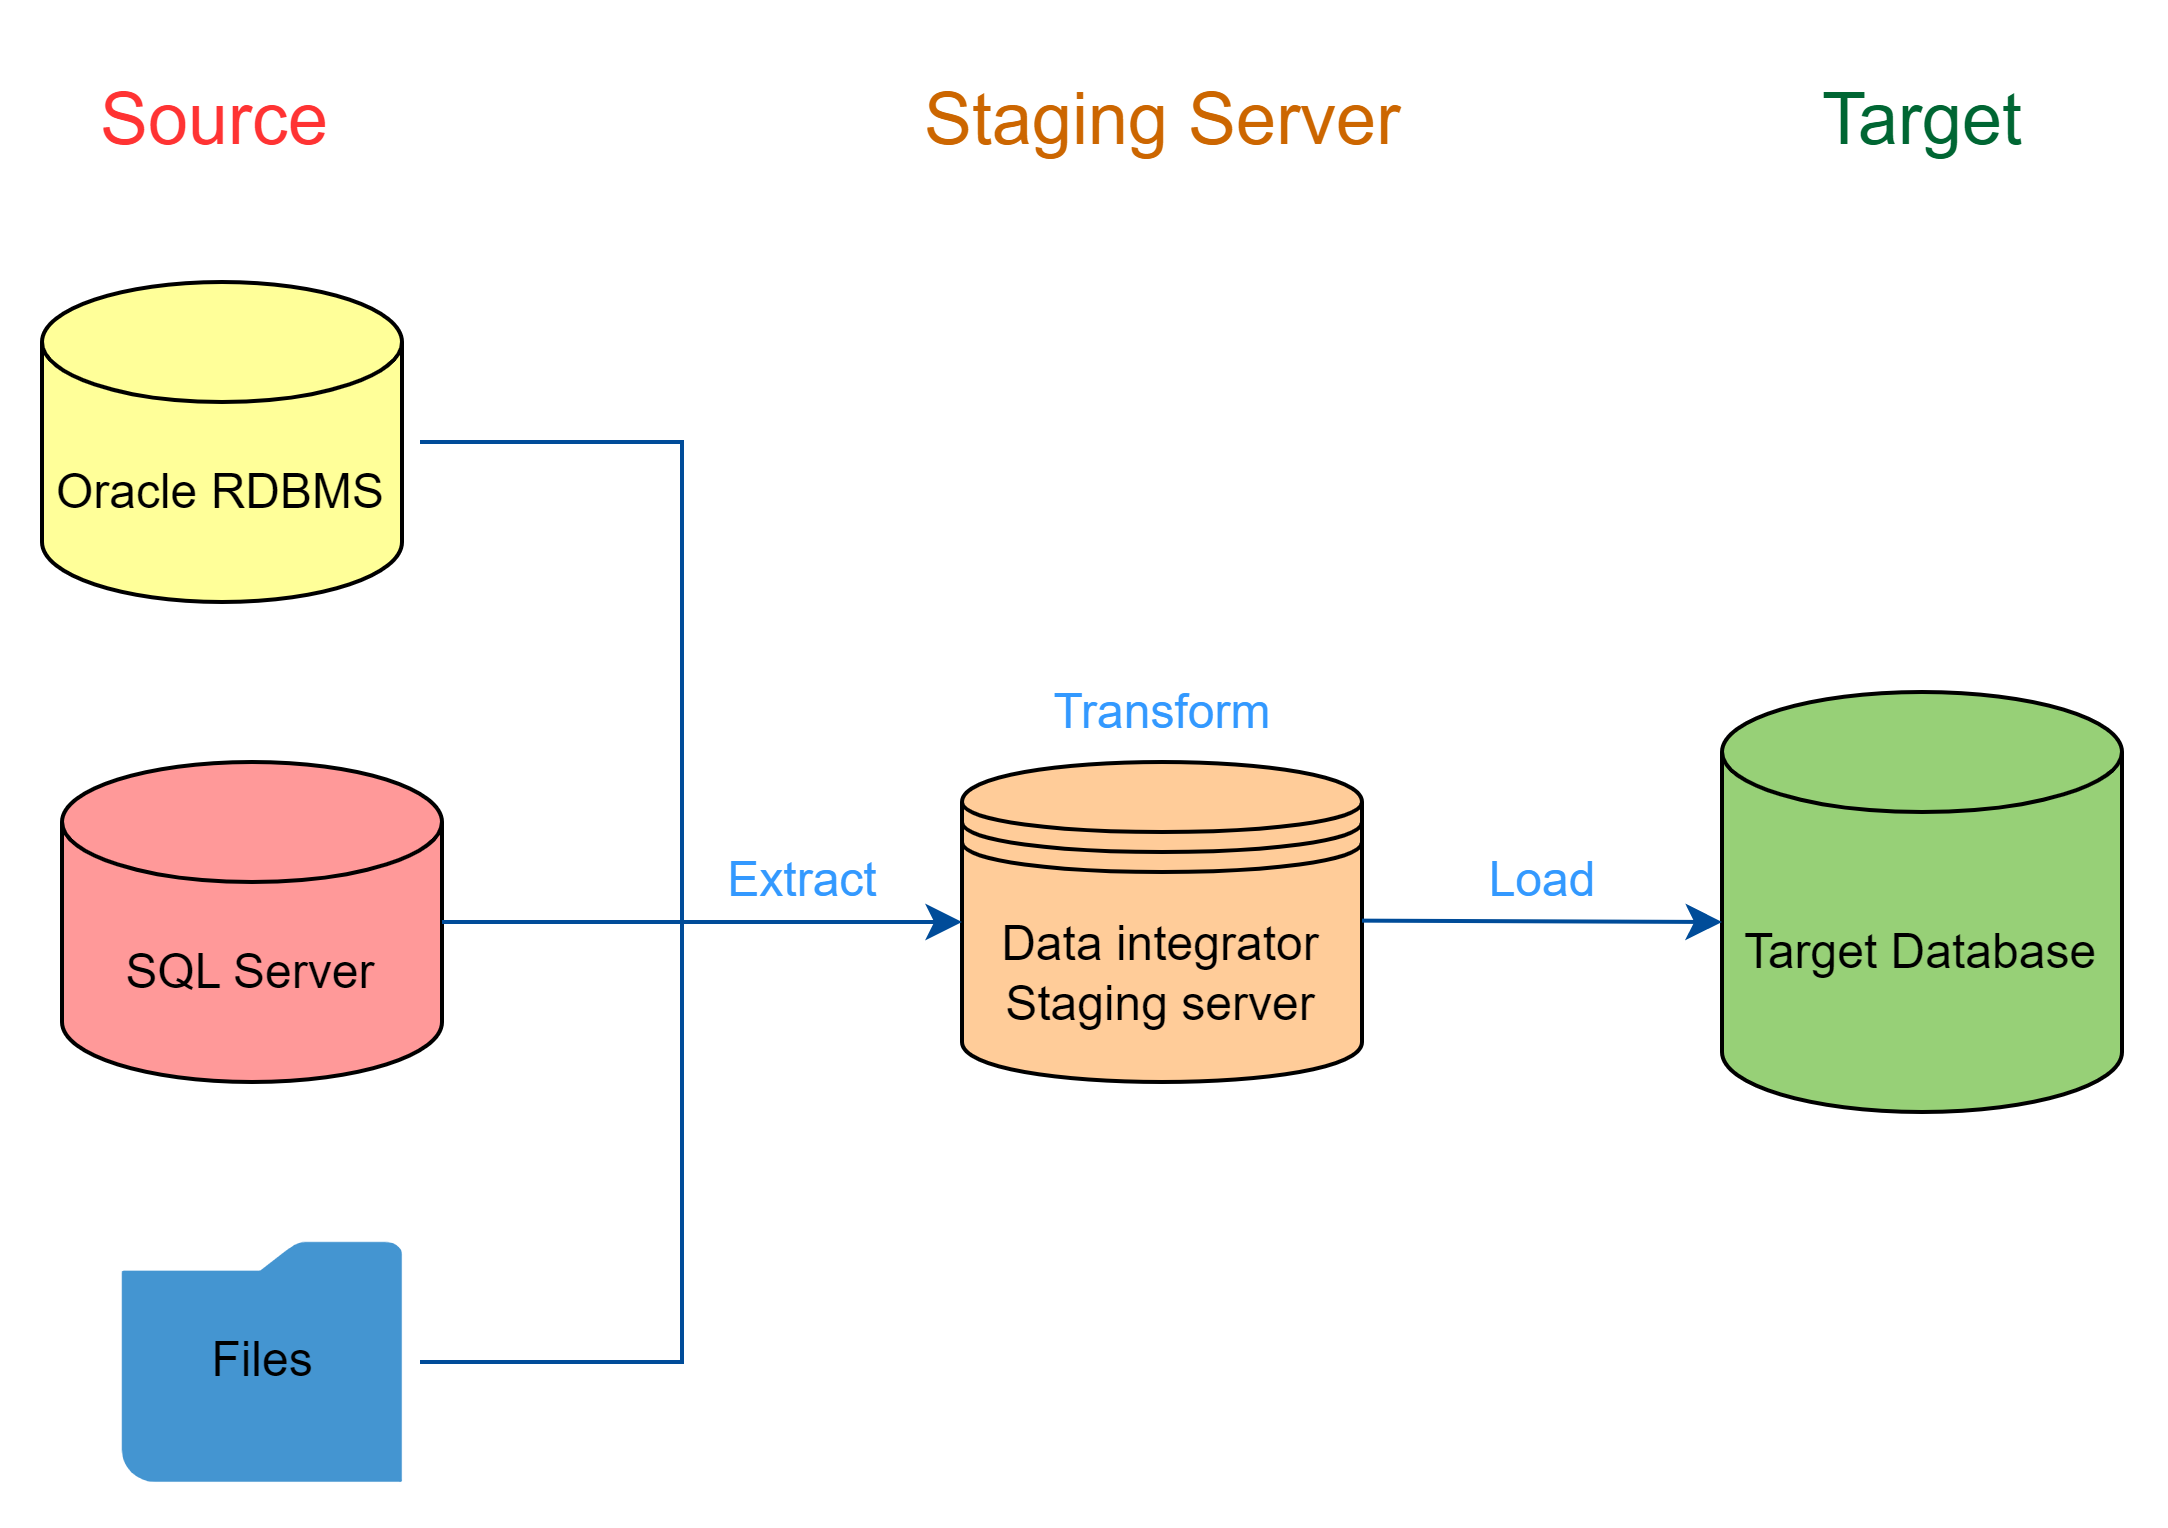 Source
Staging Server
Target
Oracle RDBMS
SQL Server
Files
Extract
Transform
Data integrator
Staging server
Load
Target Database